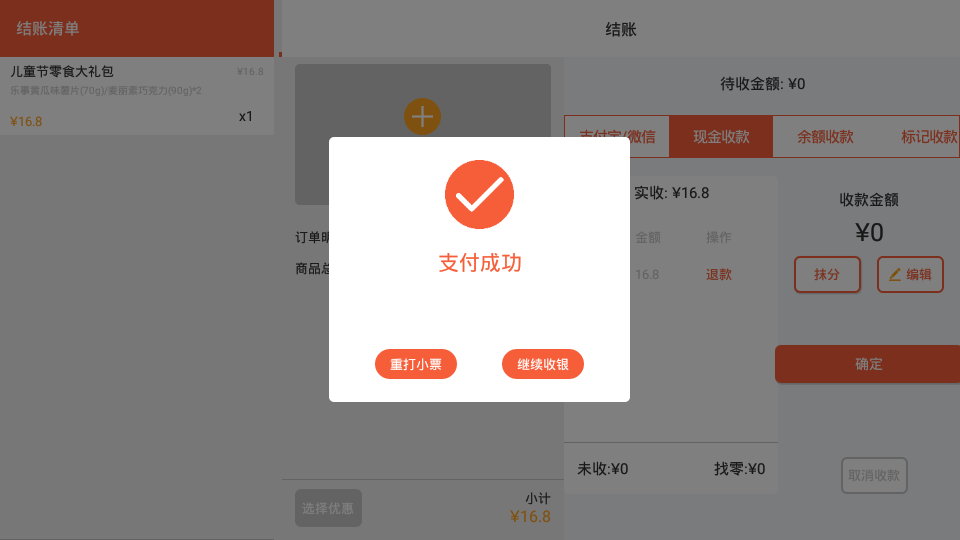 结账清单
结账
儿童节零食大礼包
¥16.8
乐事黄瓜味薯片(70g)/麦丽素巧克力(90g)*2
¥16.8
x1
待收金额: ¥0
支付宝/微信
现金收款
余额收款
标记收款
实收: ¥16.8
收款金额
¥0
订单明
金额
操作
商品总
16.8
退款
抹分
编辑
支付成功
重打小票
继续收银
确定
未收:¥0
找零:¥0
取消收款
选择优惠
小计
¥16.8